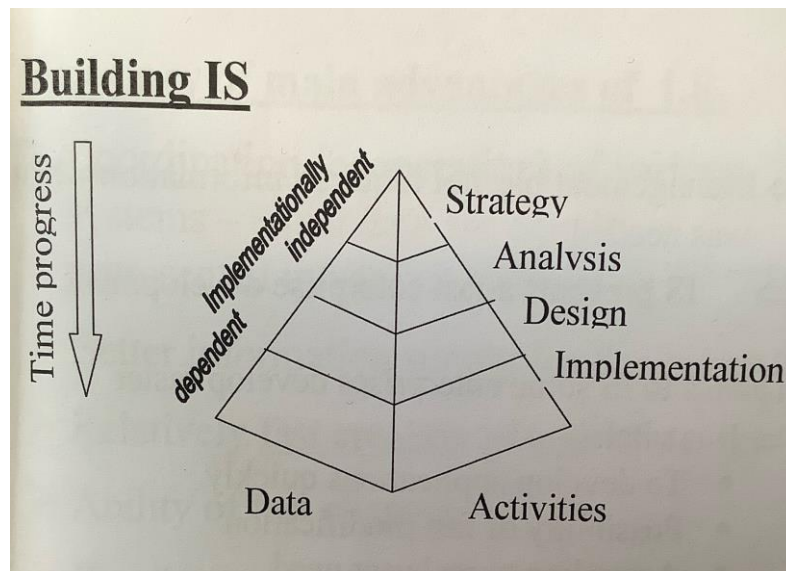 Building IS
Time progress
Implementationally
independent
dependent
Strategy
Analysis
Design
Implementation
Data
Activities